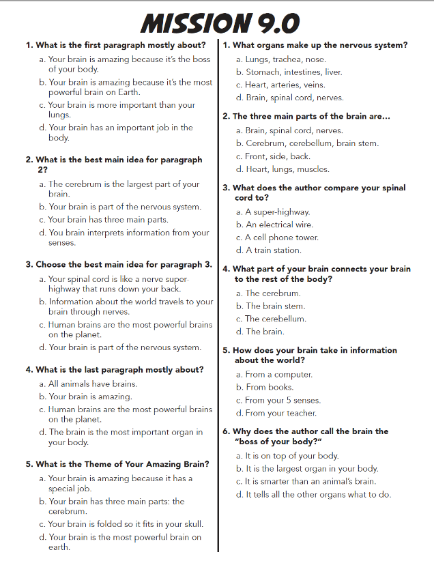 MISSION 9.0
1. What is the first paragraph mostly about?
a. Your brain is amazing because it's the boss
of your body.
b. Your brain is amazing because it's the most
powerful brain on Earth.
c. Your brain is more important than your
lungs.
d. Your brain has an important job in the
body.
2. What is the best main idea for paragraph
2?
a. The cerebrum is the largest part of your
brain.
b. Your brain is part of the nervous system.
c. Your brain has three main parts.
d. You brain interprets information from your
senses.
3. Choose the best main idea for paragraph 3.
a. Your spinal cord is like a nerve super-
highway that runs down your back.
b. Information about the world travels to your
brain through nerves.
c. Human brains are the most powerful brains
on the planet.
d. Your brain is part of the nervous system.
4. What is the last paragraph mostly about?
a. All animals have brains.
b. Your brain is amazing.
c. Human brains are the most powerful brains
on the planet.
d. The brain is the most important organ in
your body.
5. What is the Theme of Your Amazing Brain?
a. Your brain is amazing because it has a
special job.
b. Your brain has three main parts: the
cerebrum.
c. Your brain is folded so it fits in your skull.
d. Your brain is the most powerful brain on
earth.
1. What organs make up the nervous system?
a. Lungs, trachea, nose.
b. Stomach, intestines, liver.
c. Heart, arteries, veins.
d. Brain, spinal cord, nerves.
2. The three main parts of the brain are...
a. Brain, spinal cord, nerves.
b. Cerebrum, cerebellum, brain stem.
c. Front, side, back.
d. Heart, lungs, muscles.
3. What does the author compare your spinal
cord to?
a. A super-highway.
b. An electrical wire.
c. A cell phone tower.
d. A train station.
4. What part of your brain connects your brain
to the rest of the body?
a. The cerebrum.
b. The brain stem.
c. The cerebellum.
d. The brain.
5. How does your brain take in information
about the world?
a. From a computer.
b. From books.
c. From your 5 senses.
d. From your teacher.
6. Why does the author call the brain the
"boss of your body?"
a. It is on top of your body.
b. It is the largest organ in your body.
c. It is smarter than an animal's brain.
d. It tells all the other organs what to do.